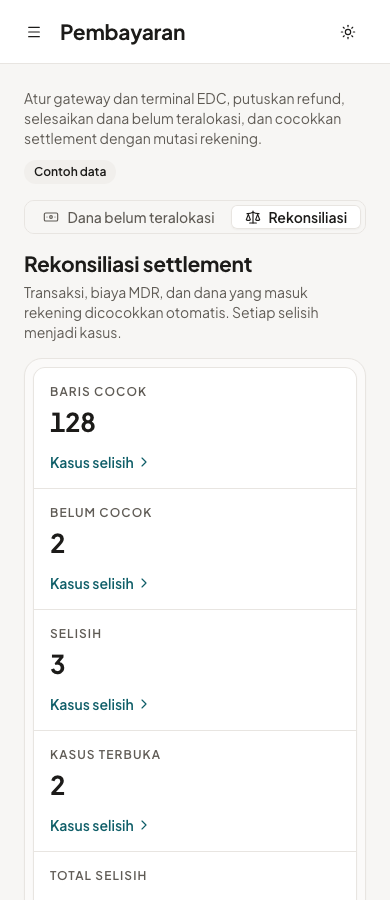 Pembayaran
Atur gateway dan terminal EDC, putuskan refund,
selesaikan dana belum teralokasi, dan cocokkan
settlement dengan mutasi rekening.
Contoh data
Dana belum teralokasi
Rekonsiliasi
Rekonsiliasi settlement
Transaksi, biaya MDR, dan dana yang masuk
rekening dicocokkan otomatis. Setiap selisih
menjadi kasus.
BARIS COCOK
128
Kasus selisih
BELUM COCOK
2
Kasus selisih
SELISIH
3
Kasus selisih
KASUS TERBUKA
2
Kasus selisih
TOTAL SELISIH